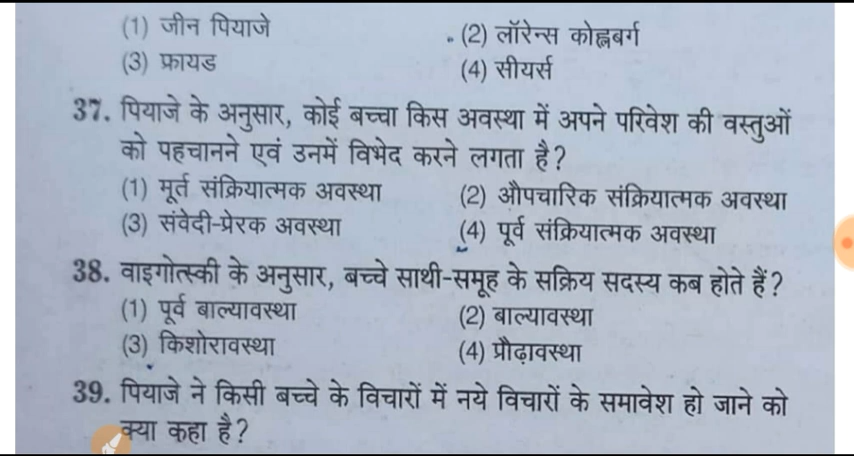 (1) जीन पियाजे (2) लॉरेन्स कोह्लबर्ग
(3) फ्रायड (4) सीयर्स
37. पियाजे के अनुसार, कोई बच्चा किस अवस्था में अपने परिवेश की वस्तुओं
को पहचानने एवं उनमें विभेद करने लगता है?
(1) मूर्त संक्रियात्मक अवस्था (2) औपचारिक संक्रियात्मक अवस्था
(3) संवेदी-प्रेरक अवस्था (4) पूर्व संक्रियात्मक अवस्था
38. वाइगोत्स्की के अनुसार, बच्चे साथी-समूह के सक्रिय सदस्य कब होते हैं?
(1) पूर्व बाल्यावस्था (2) बाल्यावस्था
(3) किशोरावस्था (4) प्रौढ़ावस्था
39. पियाजे ने किसी बच्चे के विचारों में नये विचारों के समावेश हो जाने को
क्या कहा है?